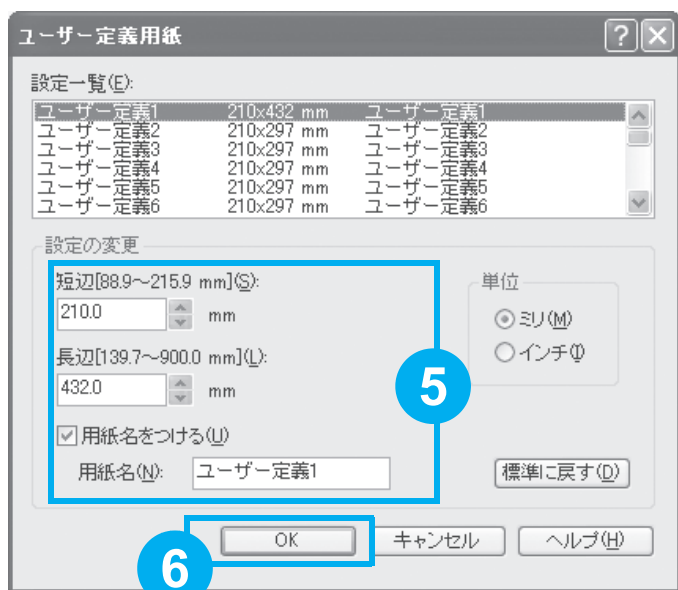 ユーザー定義用紙
設定一覧(E):
ユーザー定義1 210x432 mm ユーザー定義1
ユーザー定義2 210x297 mm ユーザー定義2
ユーザー定義3 210x297 mm ユーザー定義3
ユーザー定義4 210x297 mm ユーザー定義4
ユーザー定義5 210x297 mm ユーザー定義5
ユーザー定義6 210x297 mm ユーザー定義6
設定の変更
短辺[88.9～215.9 mm](S):
210.0 mm
長辺[139.7～900.0 mm](L):
432.0 mm
用紙名をつける(U)
用紙名(N): ユーザー定義1
5
単位
ミリ(M)
インチ(I)
標準に戻す(D)
6
OK キャンセル ヘルプ(H)